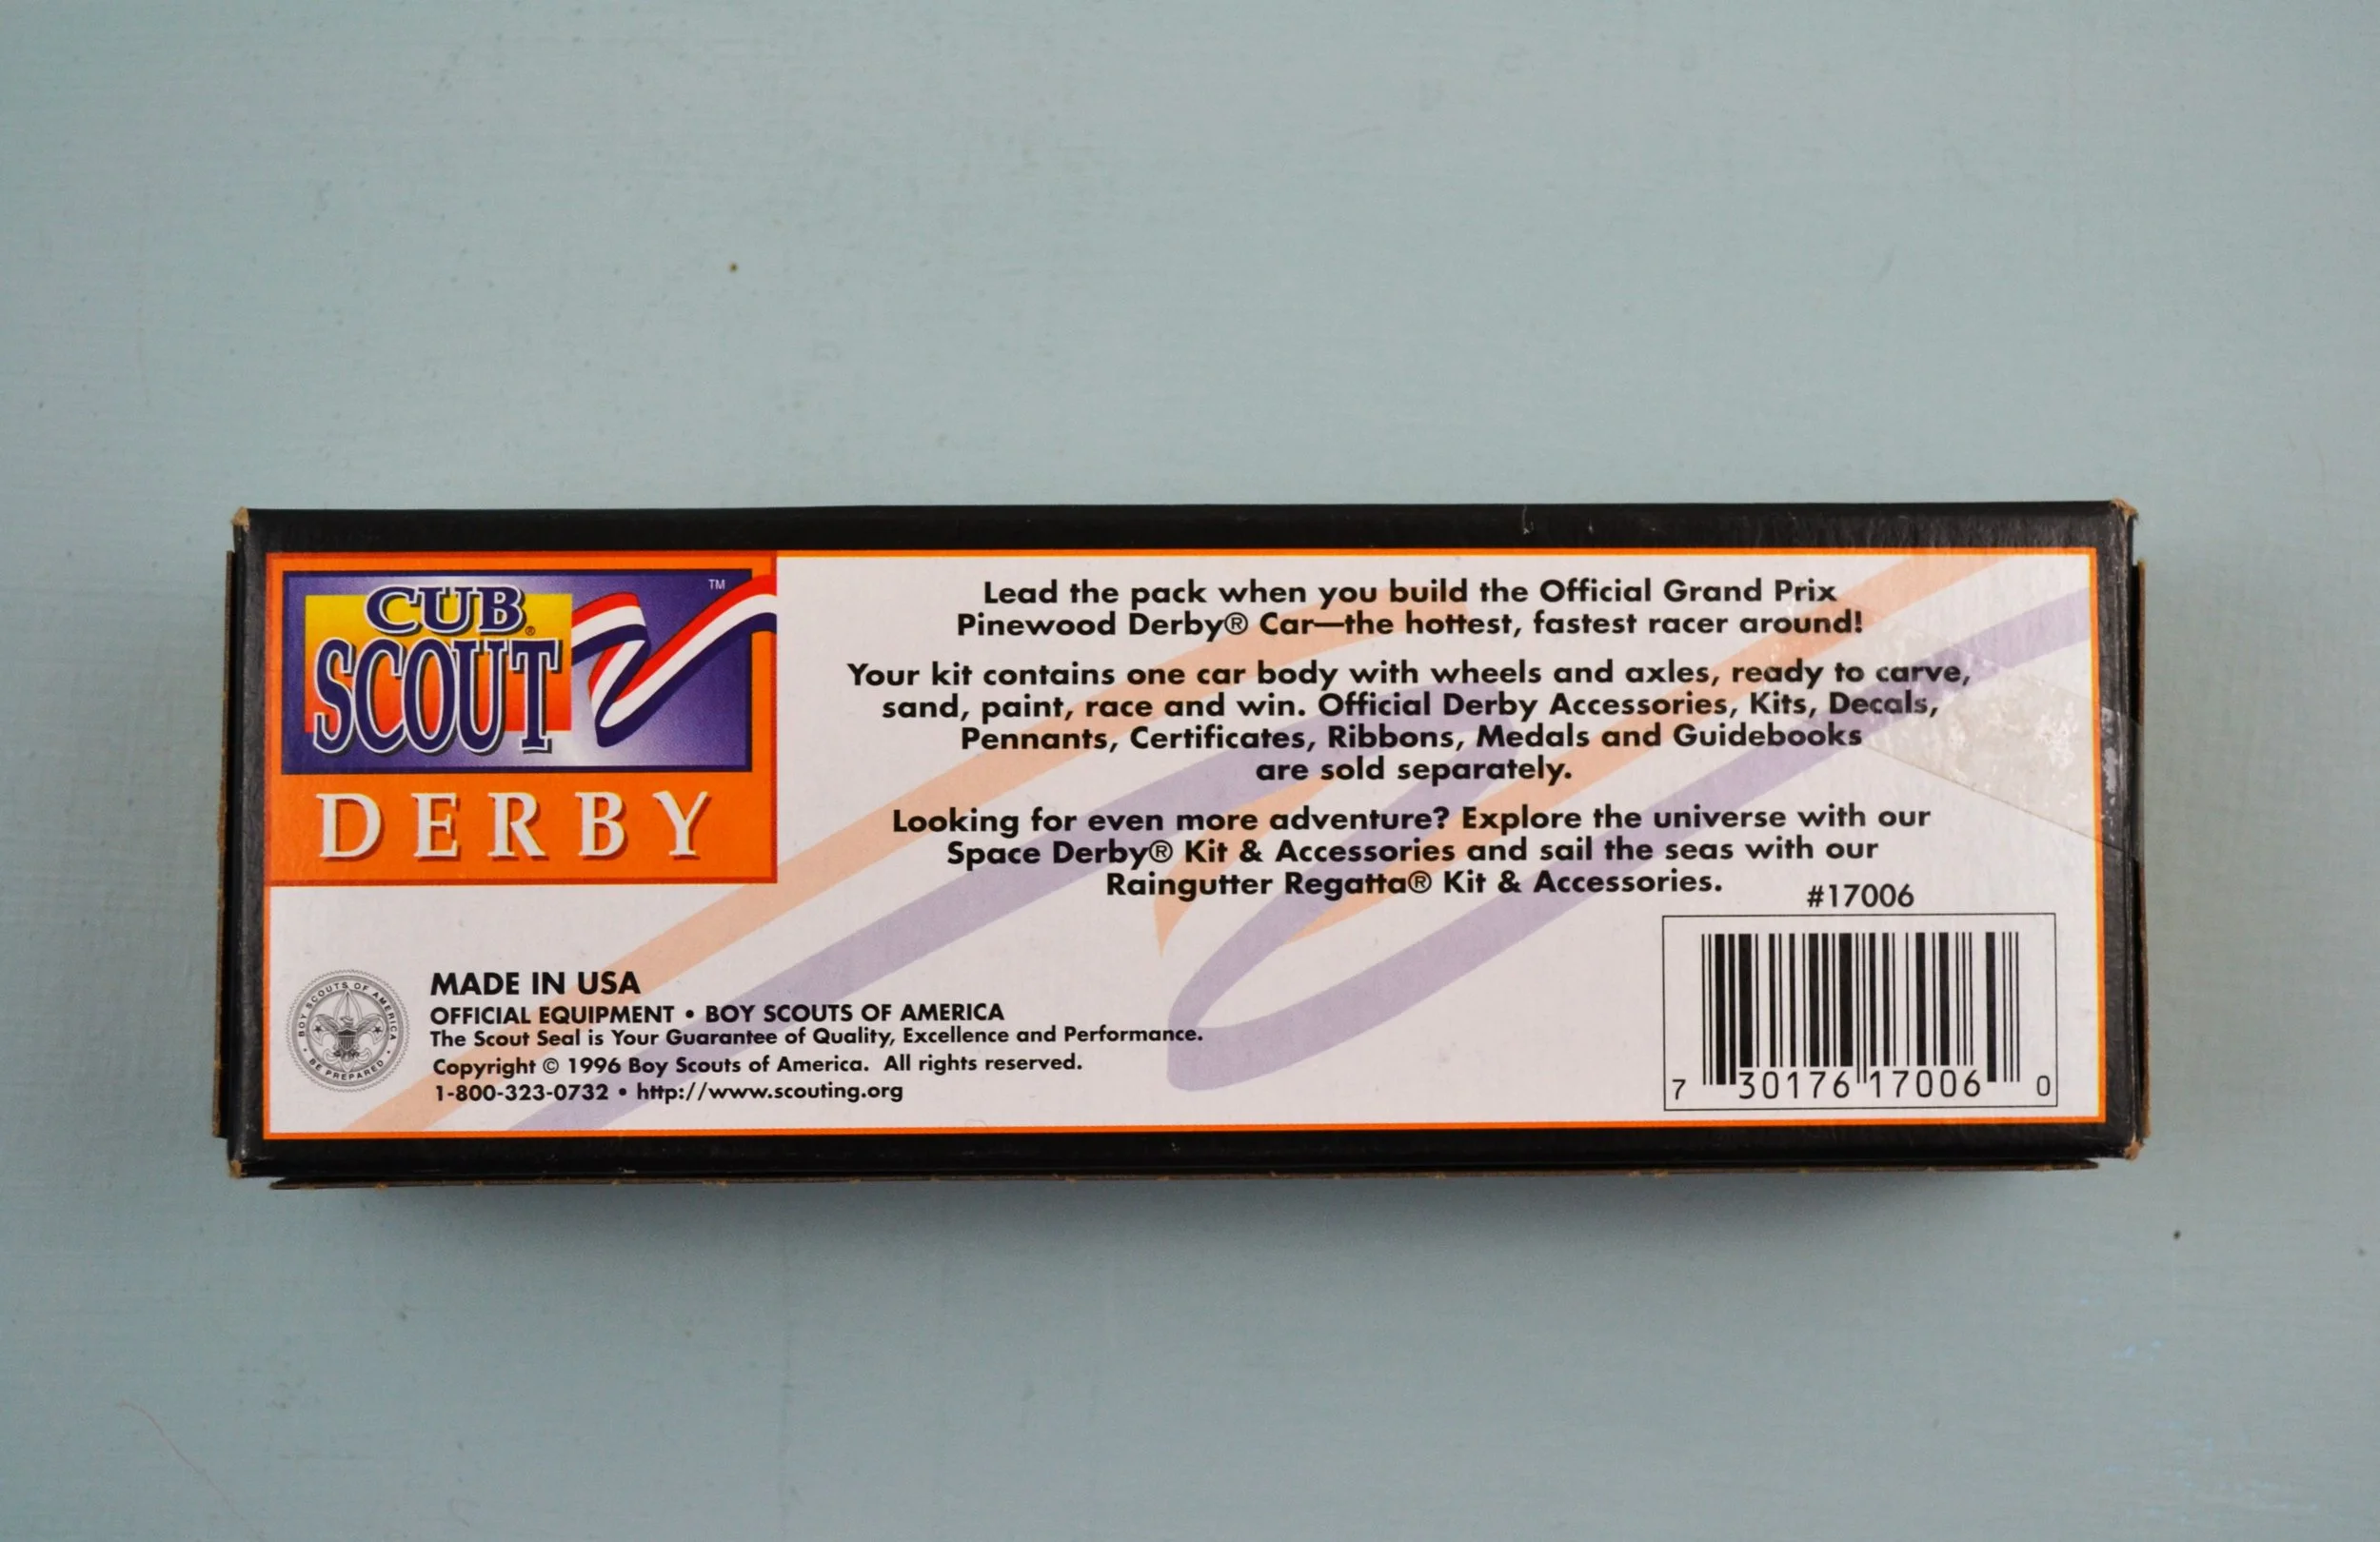 CUB®
SCOUT
™
DERBY
Lead the pack when you build the Official Grand Prix
Pinewood Derby® Car—the hottest, fastest racer around!
Your kit contains one car body with wheels and axles, ready to carve,
sand, paint, race and win. Official Derby Accessories, Kits, Decals,
Pennants, Certificates, Ribbons, Medals and Guidebooks
are sold separately.
Looking for even more adventure? Explore the universe with our
Space Derby® Kit & Accessories and sail the seas with our
Raingutter Regatta® Kit & Accessories.
#17006
7 30176 17006 0
BOY SCOUTS OF AMERICA
• BE PREPARED •
MADE IN USA
OFFICIAL EQUIPMENT • BOY SCOUTS OF AMERICA
The Scout Seal is Your Guarantee of Quality, Excellence and Performance.
Copyright © 1996 Boy Scouts of America. All rights reserved.
1-800-323-0732 • http://www.scouting.org